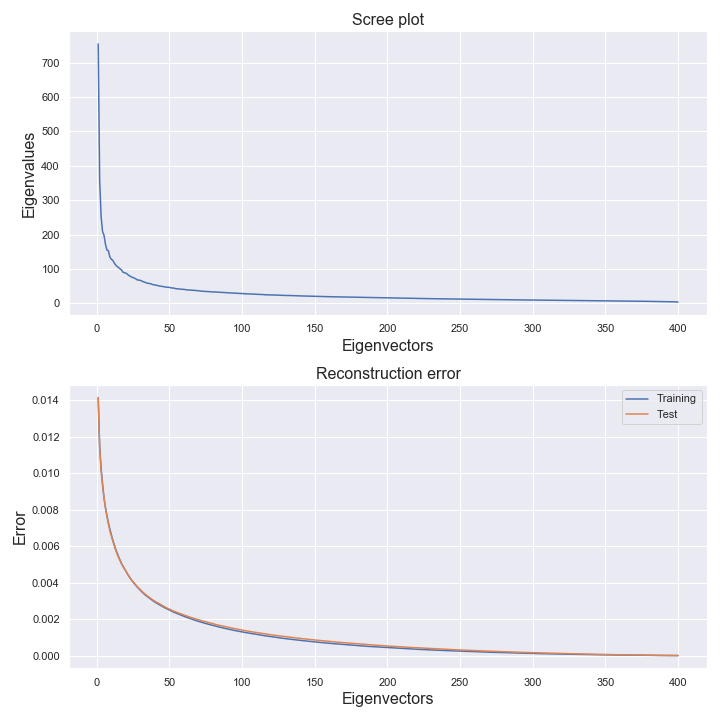 Scree plot
Eigenvalues
700
600
500
400
300
200
100
0
0 50 100 150 200 250 300 350 400
Eigenvectors
Reconstruction error
Error
0.014
0.012
0.010
0.008
0.006
0.004
0.002
0.000
Training
Test
0 50 100 150 200 250 300 350 400
Eigenvectors